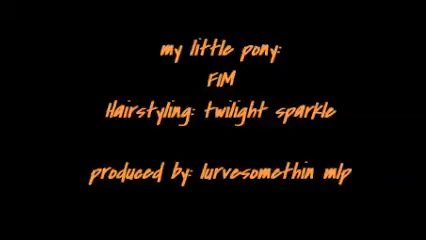 my little pony:
FIM
Hairstyling: twilight sparkle
produced by: lurvesomethin mlp